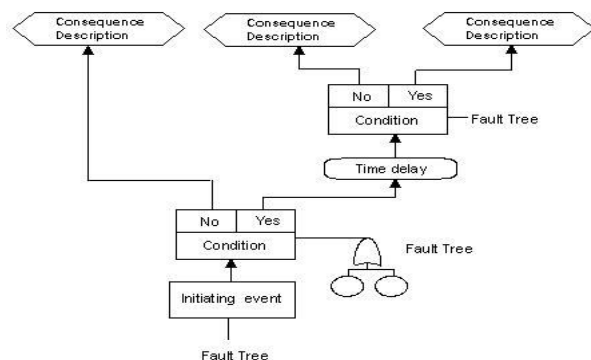 Consequence
Description
Consequence
Description
Consequence
Description
No
Yes
Condition
Fault Tree
Time delay
No
Yes
Condition
Fault Tree
Initiating event
Fault Tree